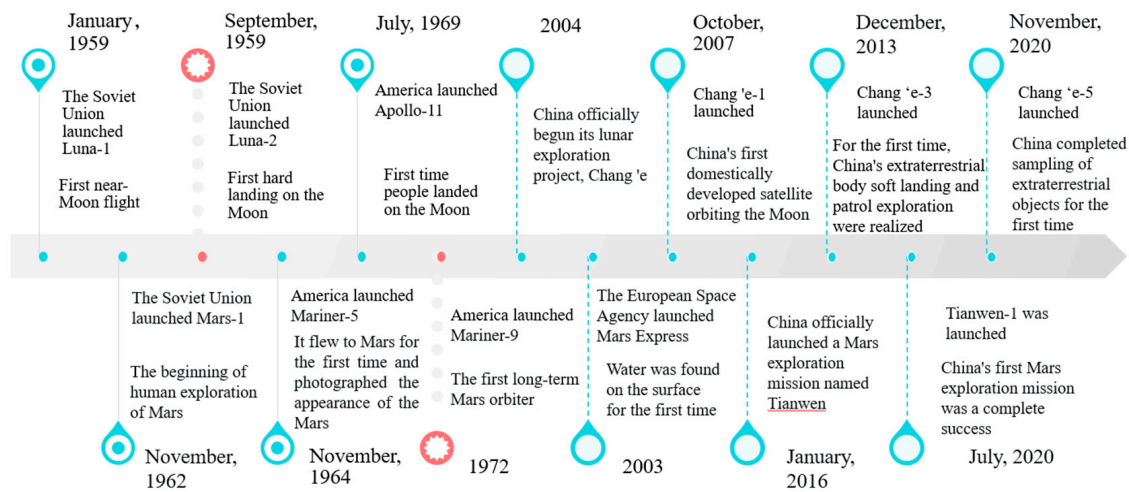 January,
1959
The Soviet
Union
launched
Luna-1
First near-
Moon flight
September,
1959
The Soviet
Union
launched
Luna-2
First hard
landing on the
Moon
July, 1969
America launched
Apollo-11
First time
people landed
on the Moon
2004
China officially
begun its lunar
exploration
project, Chang 'e
October,
2007
Chang 'e-1
launched
China's first
domestically
developed satellite
orbiting the Moon
December,
2013
Chang ‘e-3
launched
For the first time,
China's extraterrestrial
body soft landing and
patrol exploration
were realized
November,
2020
Chang ‘e-5
launched
China completed
sampling of
extraterrestrial
objects for the
first time
The Soviet Union
launched Mars-1
The beginning of
human exploration
of Mars
November,
1962
America launched
Mariner-5
It flew to Mars for
the first time and
photographed the
appearance of the
Mars
November,
1964
America launched
Mariner-9
The first long-term
Mars orbiter
1972
The European Space
Agency launched
Mars Express
Water was found
on the surface
for the first time
2003
China officially
launched a Mars
exploration
mission named
Tianwen
January,
2016
Tianwen-1 was
launched
China's first Mars
exploration mission
was a complete
success
July, 2020